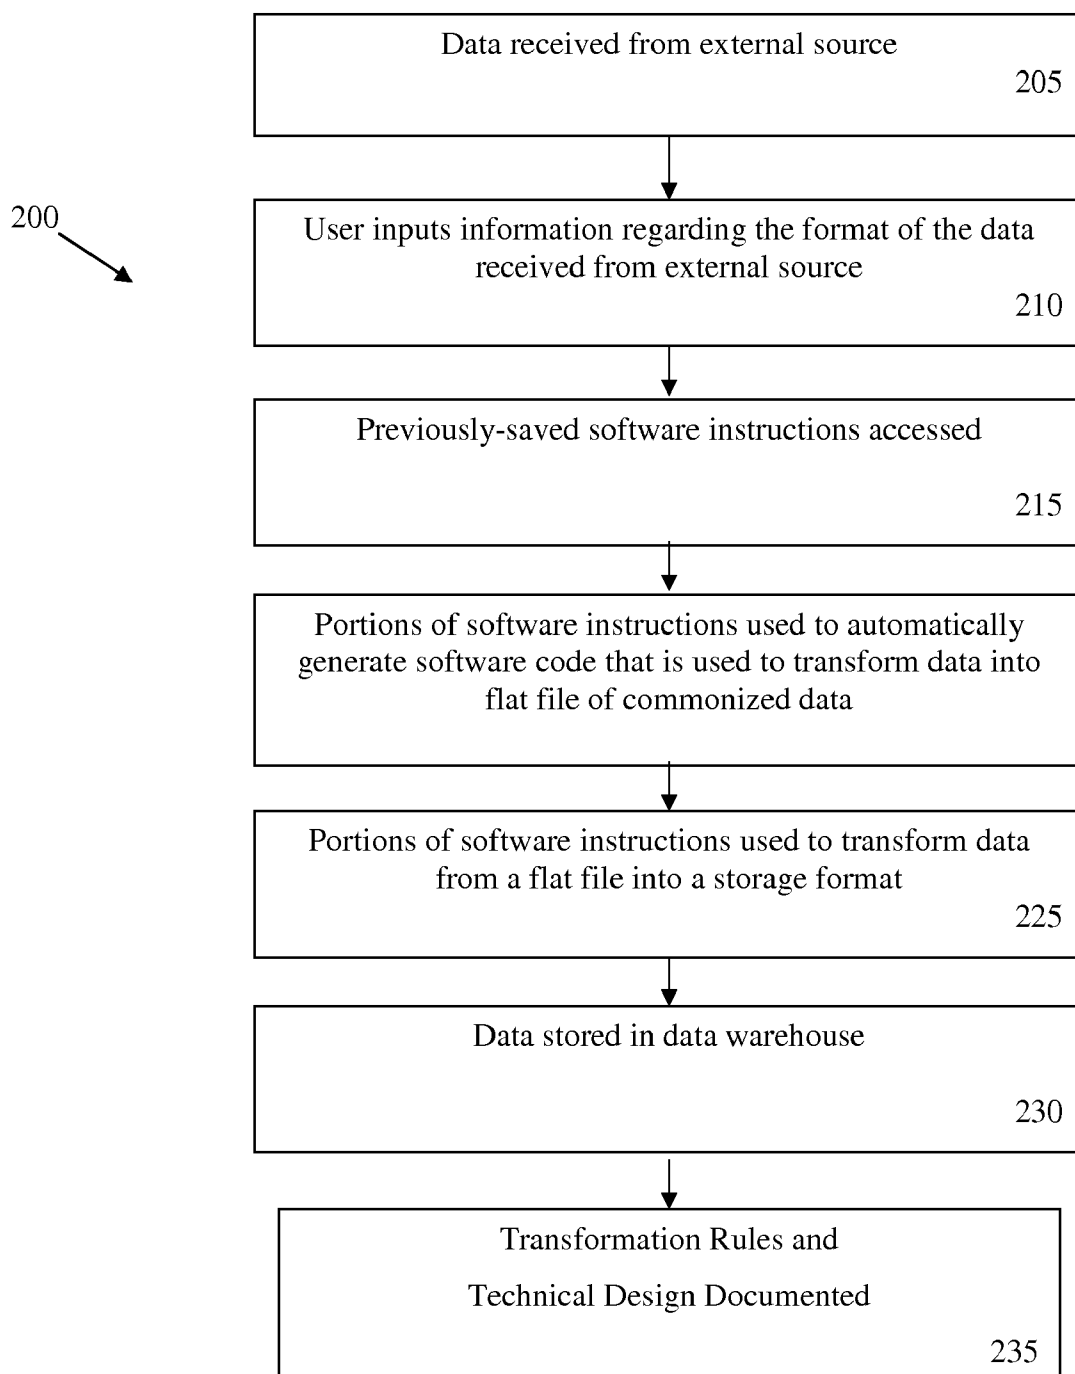 Data received from external source
205
200
User inputs information regarding the format of the data
received from external source
210
Previously-saved software instructions accessed
215
Portions of software instructions used to automatically
generate software code that is used to transform data into
flat file of commonized data
Portions of software instructions used to transform data
from a flat file into a storage format
225
Data stored in data warehouse
230
Transformation Rules and
Technical Design Documented
235